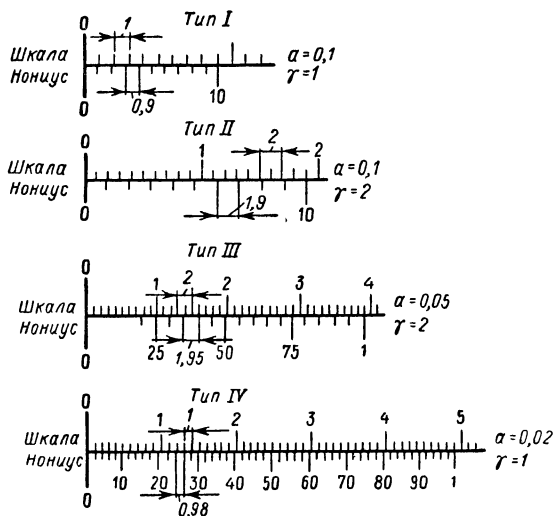 Тип I
0 1
Шкала a=0,1
Нониус γ=1
0 0,9 10
Тип II
0 1 2 2
Шкала a=0,1
Нониус γ=2
0 1,9 10
Тип III
0 1 2 2 3 4
Шкала a=0,05
Нониус γ=2
0 25 1,95 50 75 1
Тип IV
0 1 1 2 3 4 5
Шкала a=0,02
Нониус γ=1
0 10 20 30 40 50 60 70 80 90 1
0,98